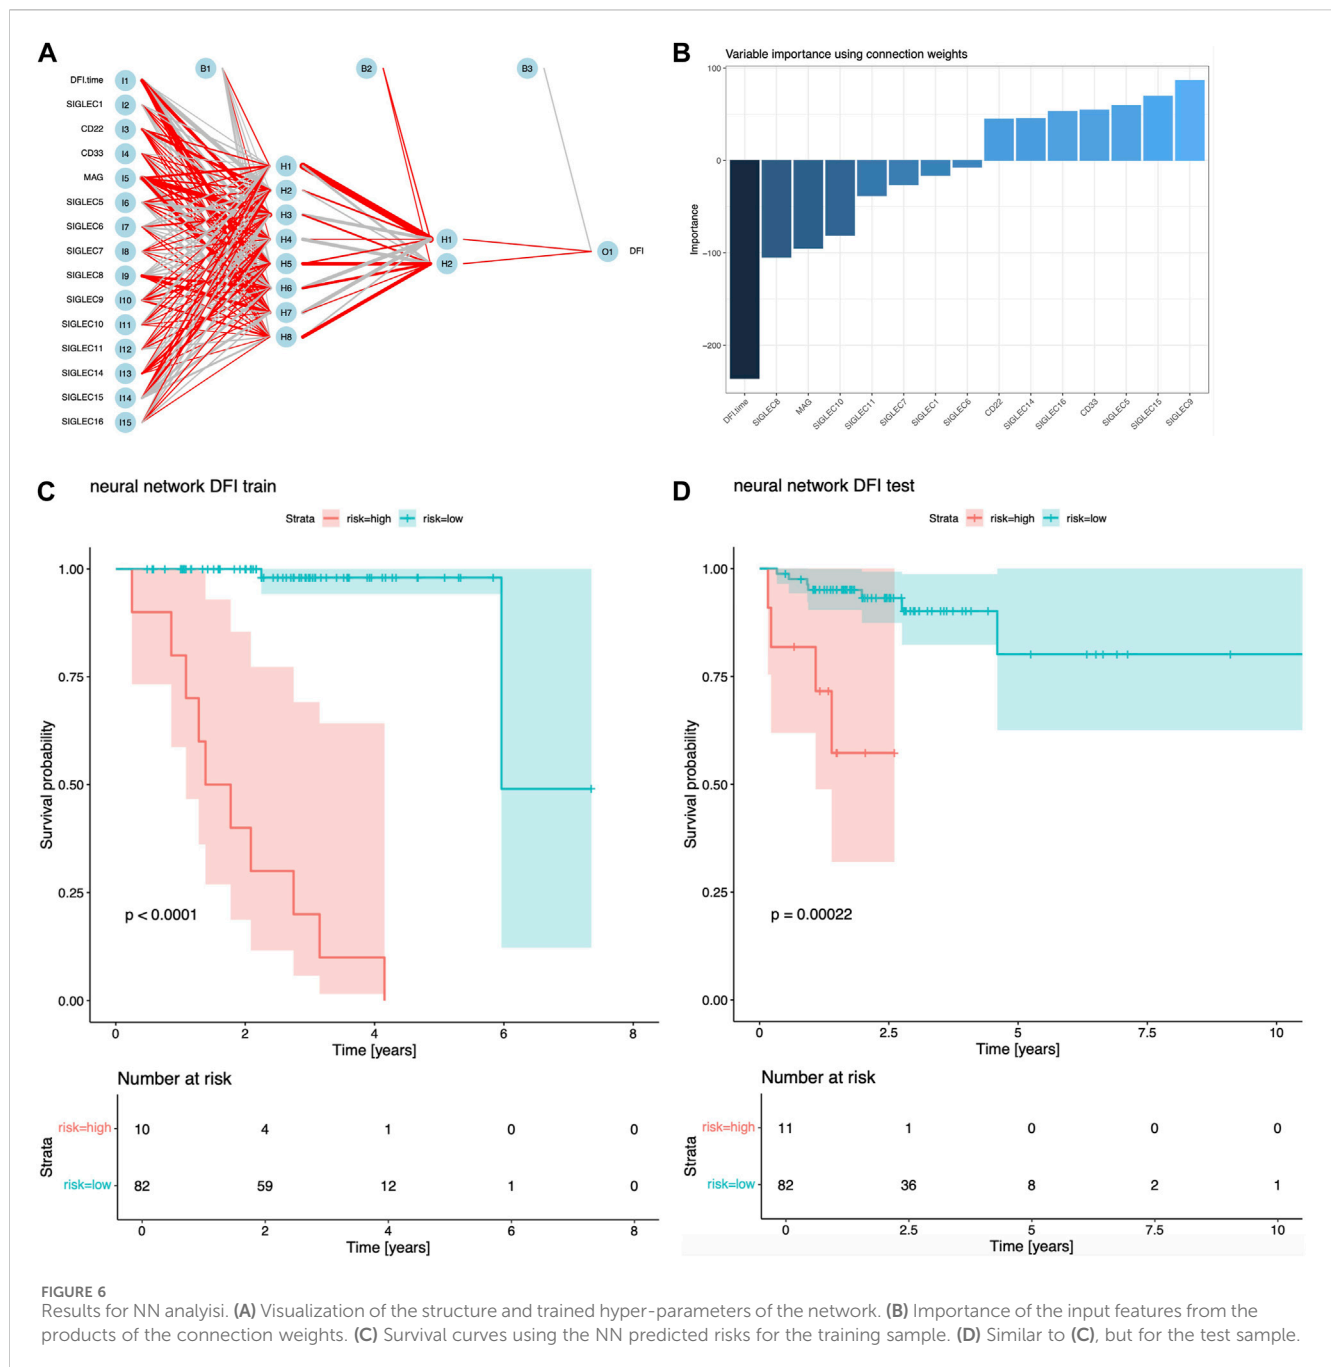 A
DFI.time
SIGLEC1
CD22
CD33
MAG
SIGLEC5
SIGLEC6
SIGLEC7
SIGLEC8
SIGLEC9
SIGLEC10
SIGLEC11
SIGLEC14
SIGLEC15
SIGLEC16
I1
I2
I3
I4
I5
I6
I7
I8
I9
I10
I11
I12
I13
I14
I15
B1
B2
B3
H1
H2
H3
H4
H5
H6
H7
H8
H1
H2
O1
DFI
B
Variable importance using connection weights
Importance
100
0
−100
−200
DFI.time
SIGLEC8
MAG
SIGLEC10
SIGLEC11
SIGLEC7
SIGLEC1
SIGLEC6
CD22
SIGLEC14
SIGLEC16
CD33
SIGLEC5
SIGLEC15
SIGLEC9
C
neural network DFI train
Strata risk=high risk=low
Survival probability
1.00
0.75
0.50
0.25
0.00
p < 0.0001
0 2 4 6 8
Time [years]
Number at risk
Strata
risk=high 10 4 1 0 0
risk=low 82 59 12 1 0
0 2 4 6 8
Time [years]
D
neural network DFI test
Strata risk=high risk=low
Survival probability
1.00
0.75
0.50
0.25
0.00
p = 0.00022
0 2.5 5 7.5 10
Time [years]
Number at risk
Strata
risk=high 11 1 0 0 0
risk=low 82 36 8 2 1
0 2.5 5 7.5 10
Time [years]
FIGURE 6
Results for NN analyisi. (A) Visualization of the structure and trained hyper-parameters of the network. (B) Importance of the input features from the
products of the connection weights. (C) Survival curves using the NN predicted risks for the training sample. (D) Similar to (C), but for the test sample.